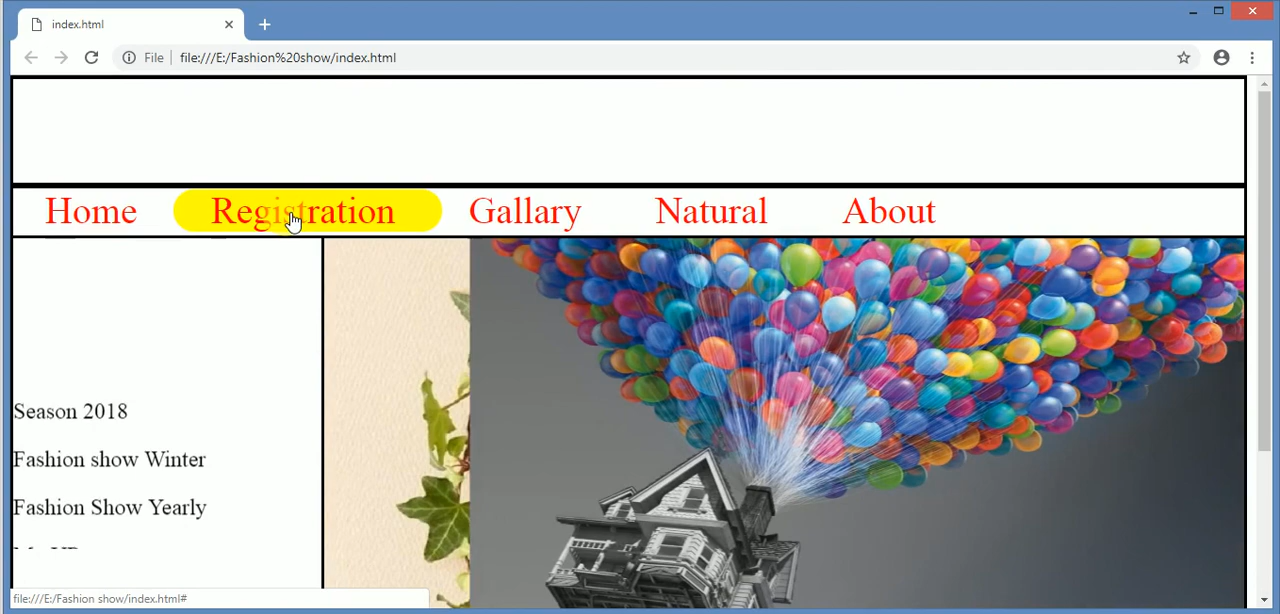 index.html
File
file:///E:/Fashion%20show/index.html
Home Registration Gallary Natural About
Season 2018
Fashion show Winter
Fashion Show Yearly
file:///E:/Fashion show/index.html#